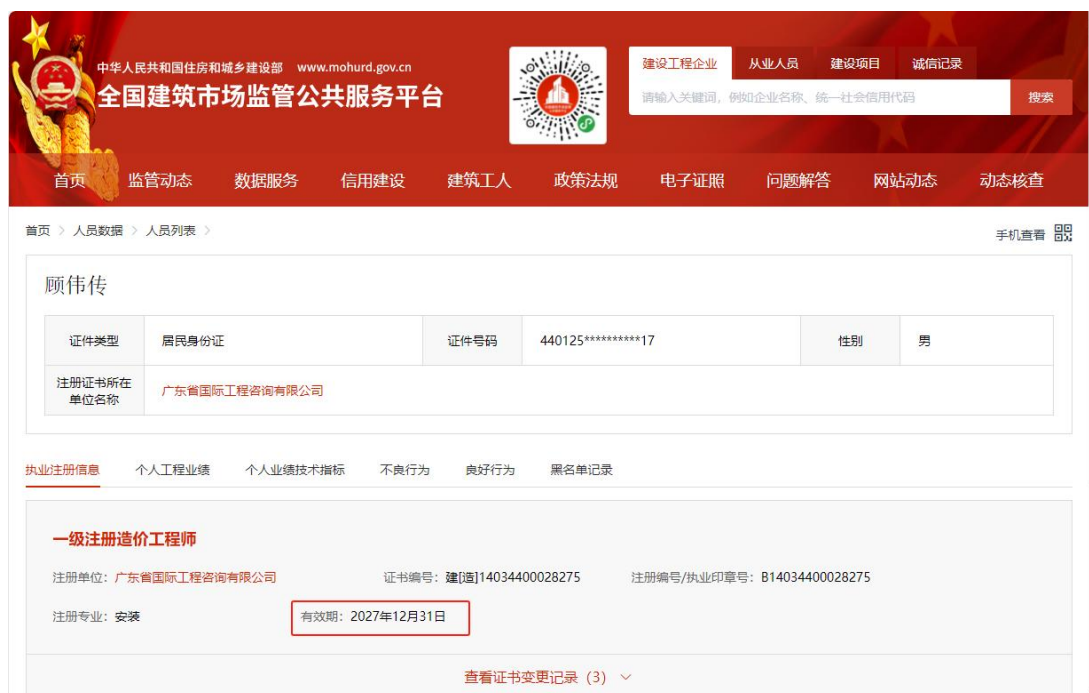 中华人民共和国住房和城乡建设部 www.mohurd.gov.cn
全国建筑市场监管公共服务平台
建设工程企业 从业人员 建设项目 诚信记录
请输入关键词，例如企业名称、统一社会信用代码 搜索
首页 监管动态 数据服务 信用建设 建筑工人 政策法规 电子证照 问题解答 网站动态 动态核查
首页 > 人员数据 > 人员列表 >
手机查看
顾伟传
证件类型 居民身份证 证件号码 440125**********17 性别 男
注册证书所在
单位名称
广东省国际工程咨询有限公司
执业注册信息 个人工程业绩 个人业绩技术指标 不良行为 良好行为 黑名单记录
一级注册造价工程师
注册单位：广东省国际工程咨询有限公司 证书编号：建[造]14034400028275 注册编号/执业印章号：B14034400028275
注册专业：安装 有效期：2027年12月31日
查看证书变更记录（3）